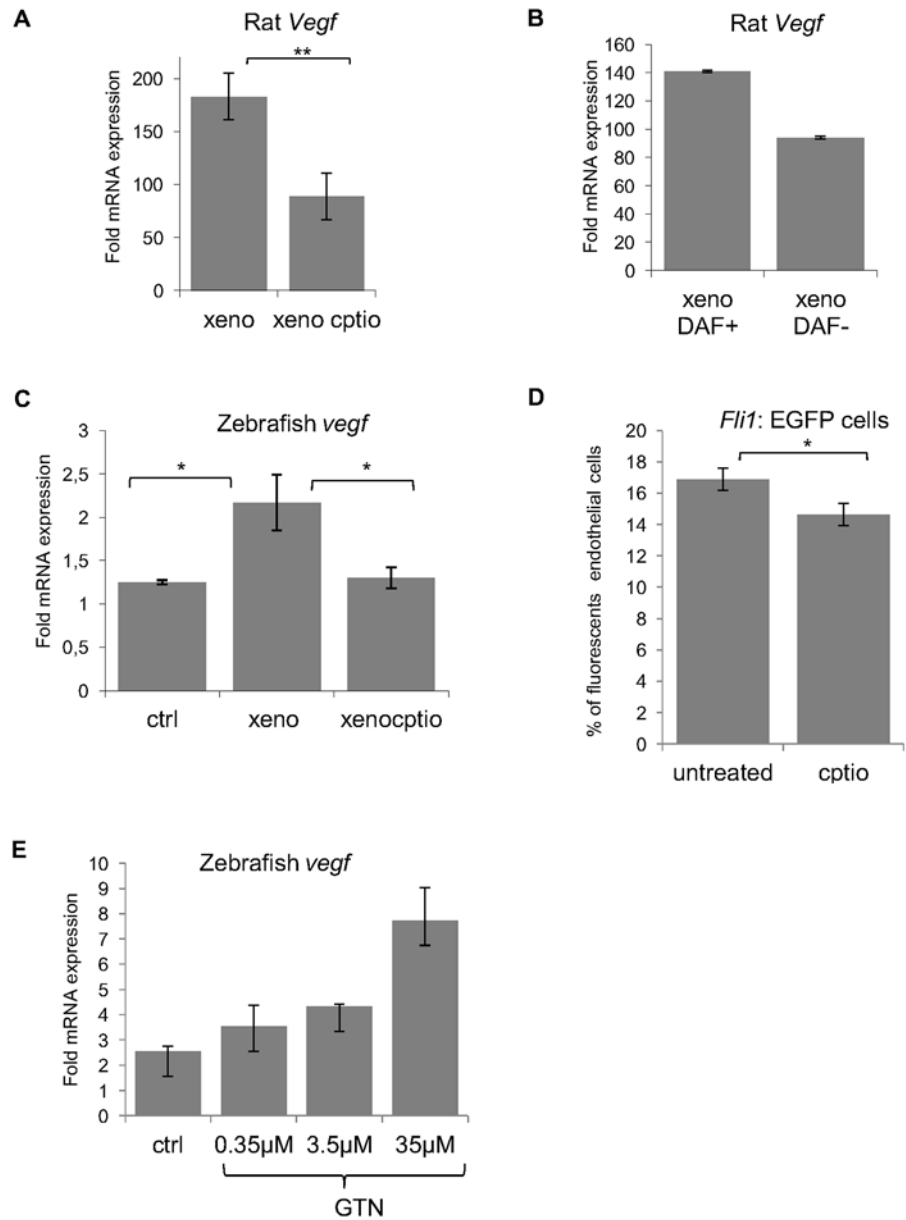 A
Rat Vegf
**
Fold mRNA expression
200
150
100
50
0
xeno
xeno cptio
B
Rat Vegf
Fold mRNA expression
160
140
120
100
80
60
40
20
0
xeno
DAF+
xeno
DAF-
C
Zebrafish vegf
*
*
Fold mRNA expression
3
2,5
2
1,5
1
0,5
0
ctrl
xeno
xenocptio
D
Fli1: EGFP cells
*
% of fluorescents endothelial cells
20
18
16
14
12
10
8
6
4
2
0
untreated
cptio
E
Zebrafish vegf
Fold mRNA expression
10
9
8
7
6
5
4
3
2
1
0
ctrl
0.35µM
3.5µM
35µM
GTN